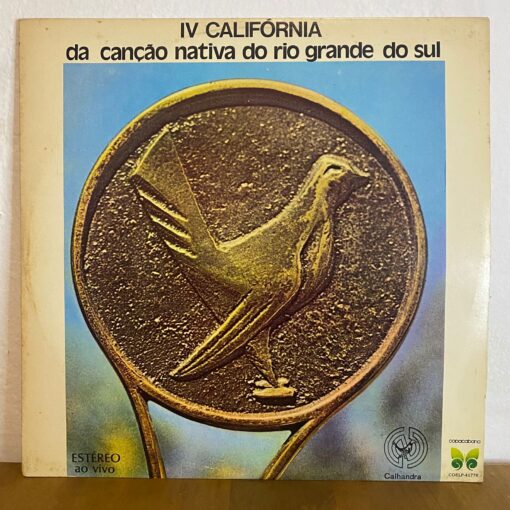 IV CALIFÓRNIA
da canção nativa do rio grande do sul
ESTÉREO
ao vivo
Calhandra
copacabana